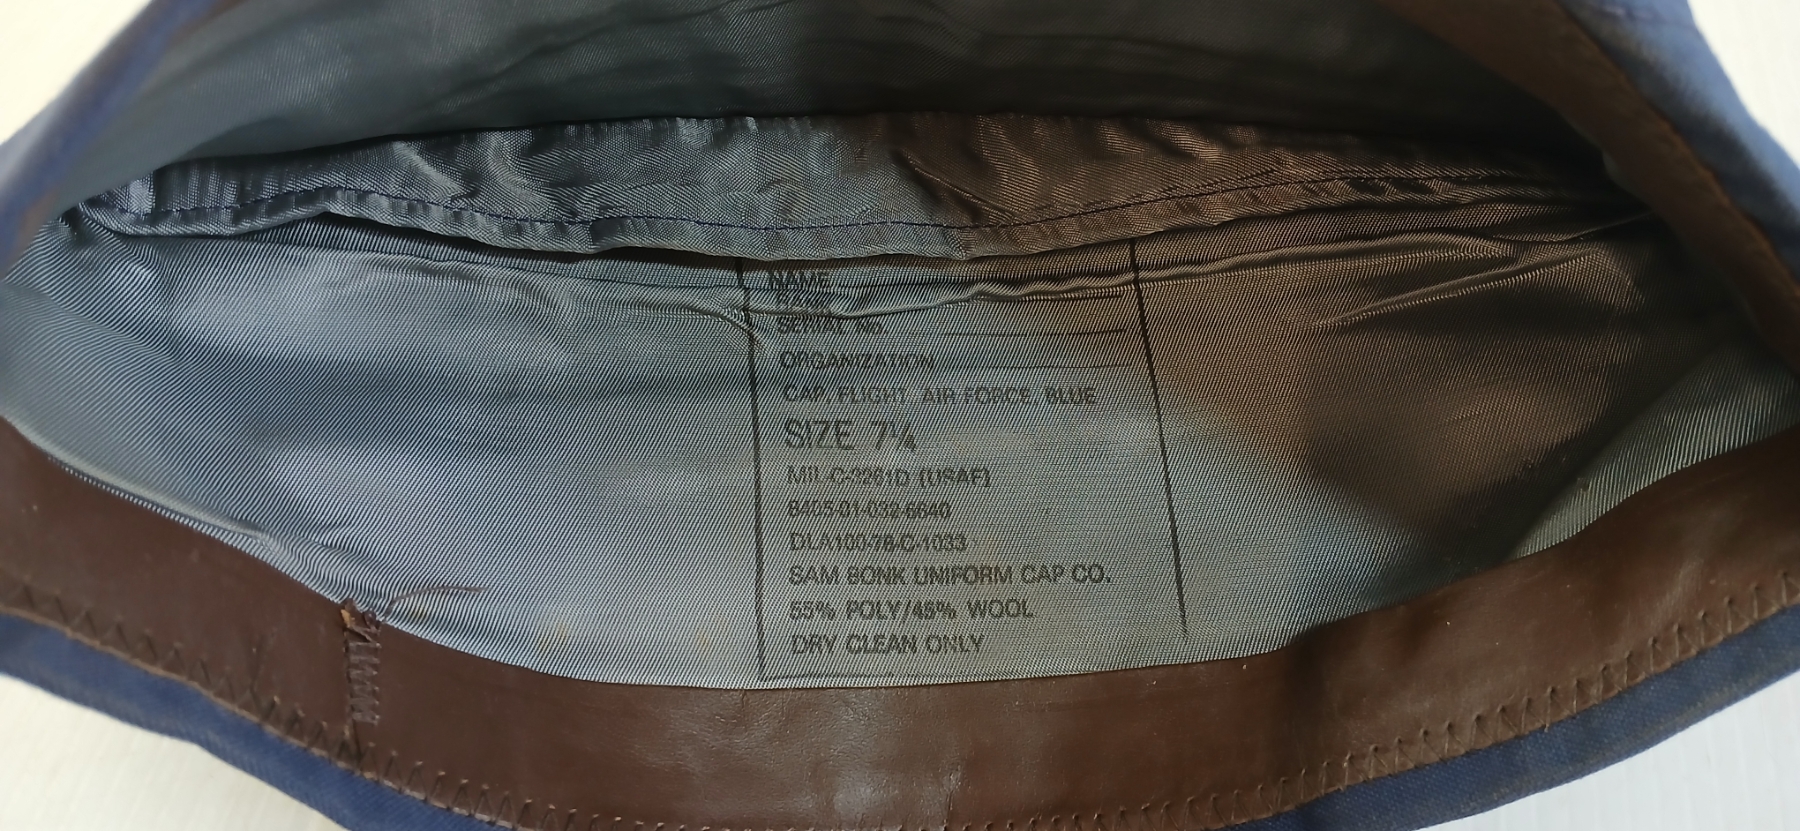 NAME
SERIAL No.
ORGANIZATION
CAP, FLIGHT, AIR FORCE, BLUE
SIZE 7¼
MIL-C-3261D (USAF)
8405-01-032-6640
DLA100-78-C-1033
SAM BONK UNIFORM CAP CO.
55% POLY/45% WOOL
DRY CLEAN ONLY